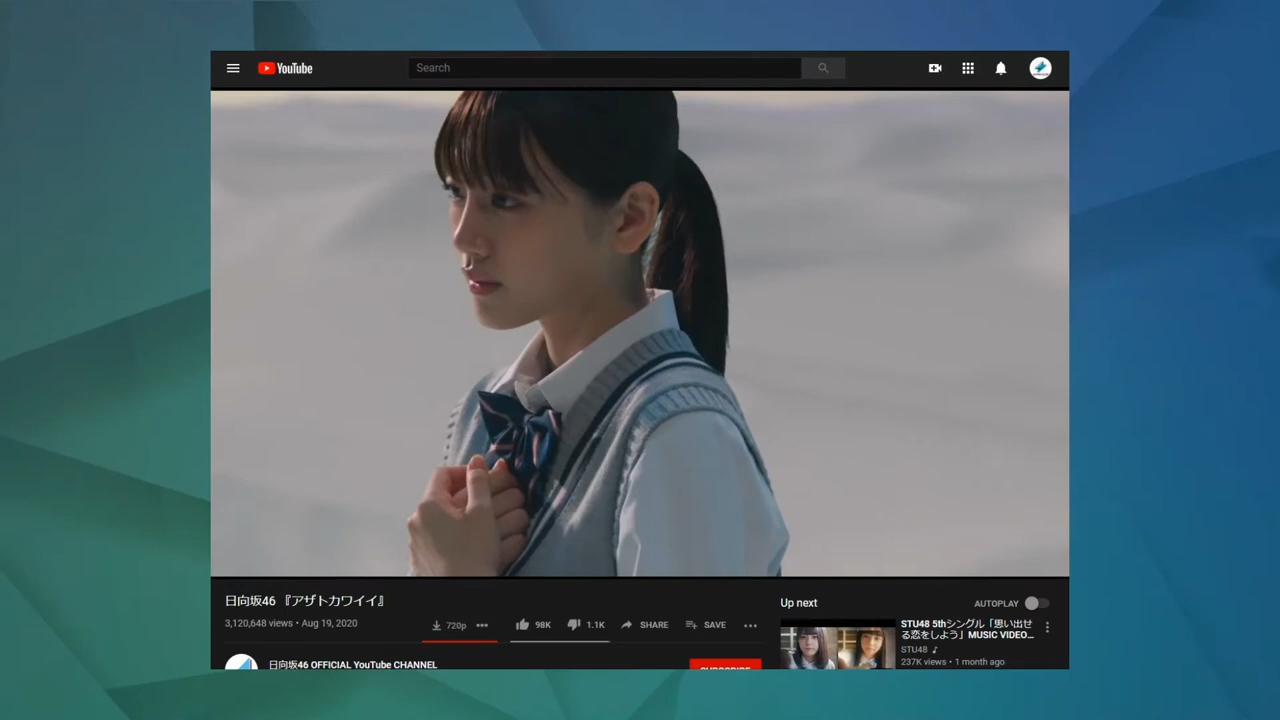 YouTube
Search
日向坂46 『アザトカワイイ』
3,120,648 views • Aug 19, 2020
720p
98K
1.1K
SHARE
SAVE
日向坂46 OFFICIAL YouTube CHANNEL
SUBSCRIBE
Up next
AUTOPLAY
STU48 5thシングル「思い出せ
る恋をしよう」MUSIC VIDEO...
STU48
237K views • 1 month ago